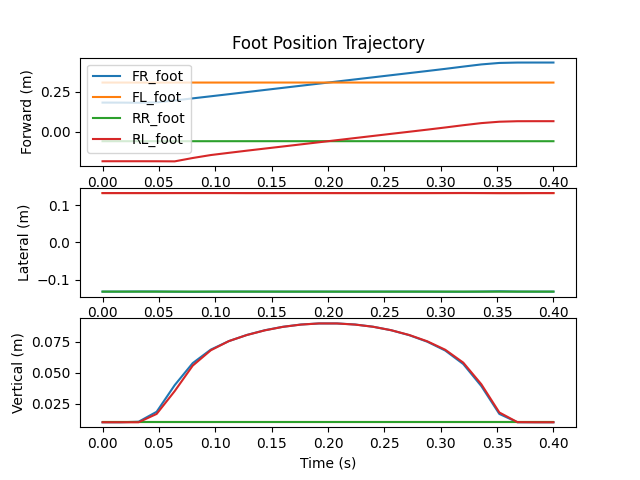 Foot Position Trajectory
Forward (m)
0.25
0.00
FR_foot
FL_foot
RR_foot
RL_foot
0.00 0.05 0.10 0.15 0.20 0.25 0.30 0.35 0.40
Lateral (m)
0.1
0.0
−0.1
0.00 0.05 0.10 0.15 0.20 0.25 0.30 0.35 0.40
Vertical (m)
0.075
0.050
0.025
0.00 0.05 0.10 0.15 0.20 0.25 0.30 0.35 0.40
Time (s)